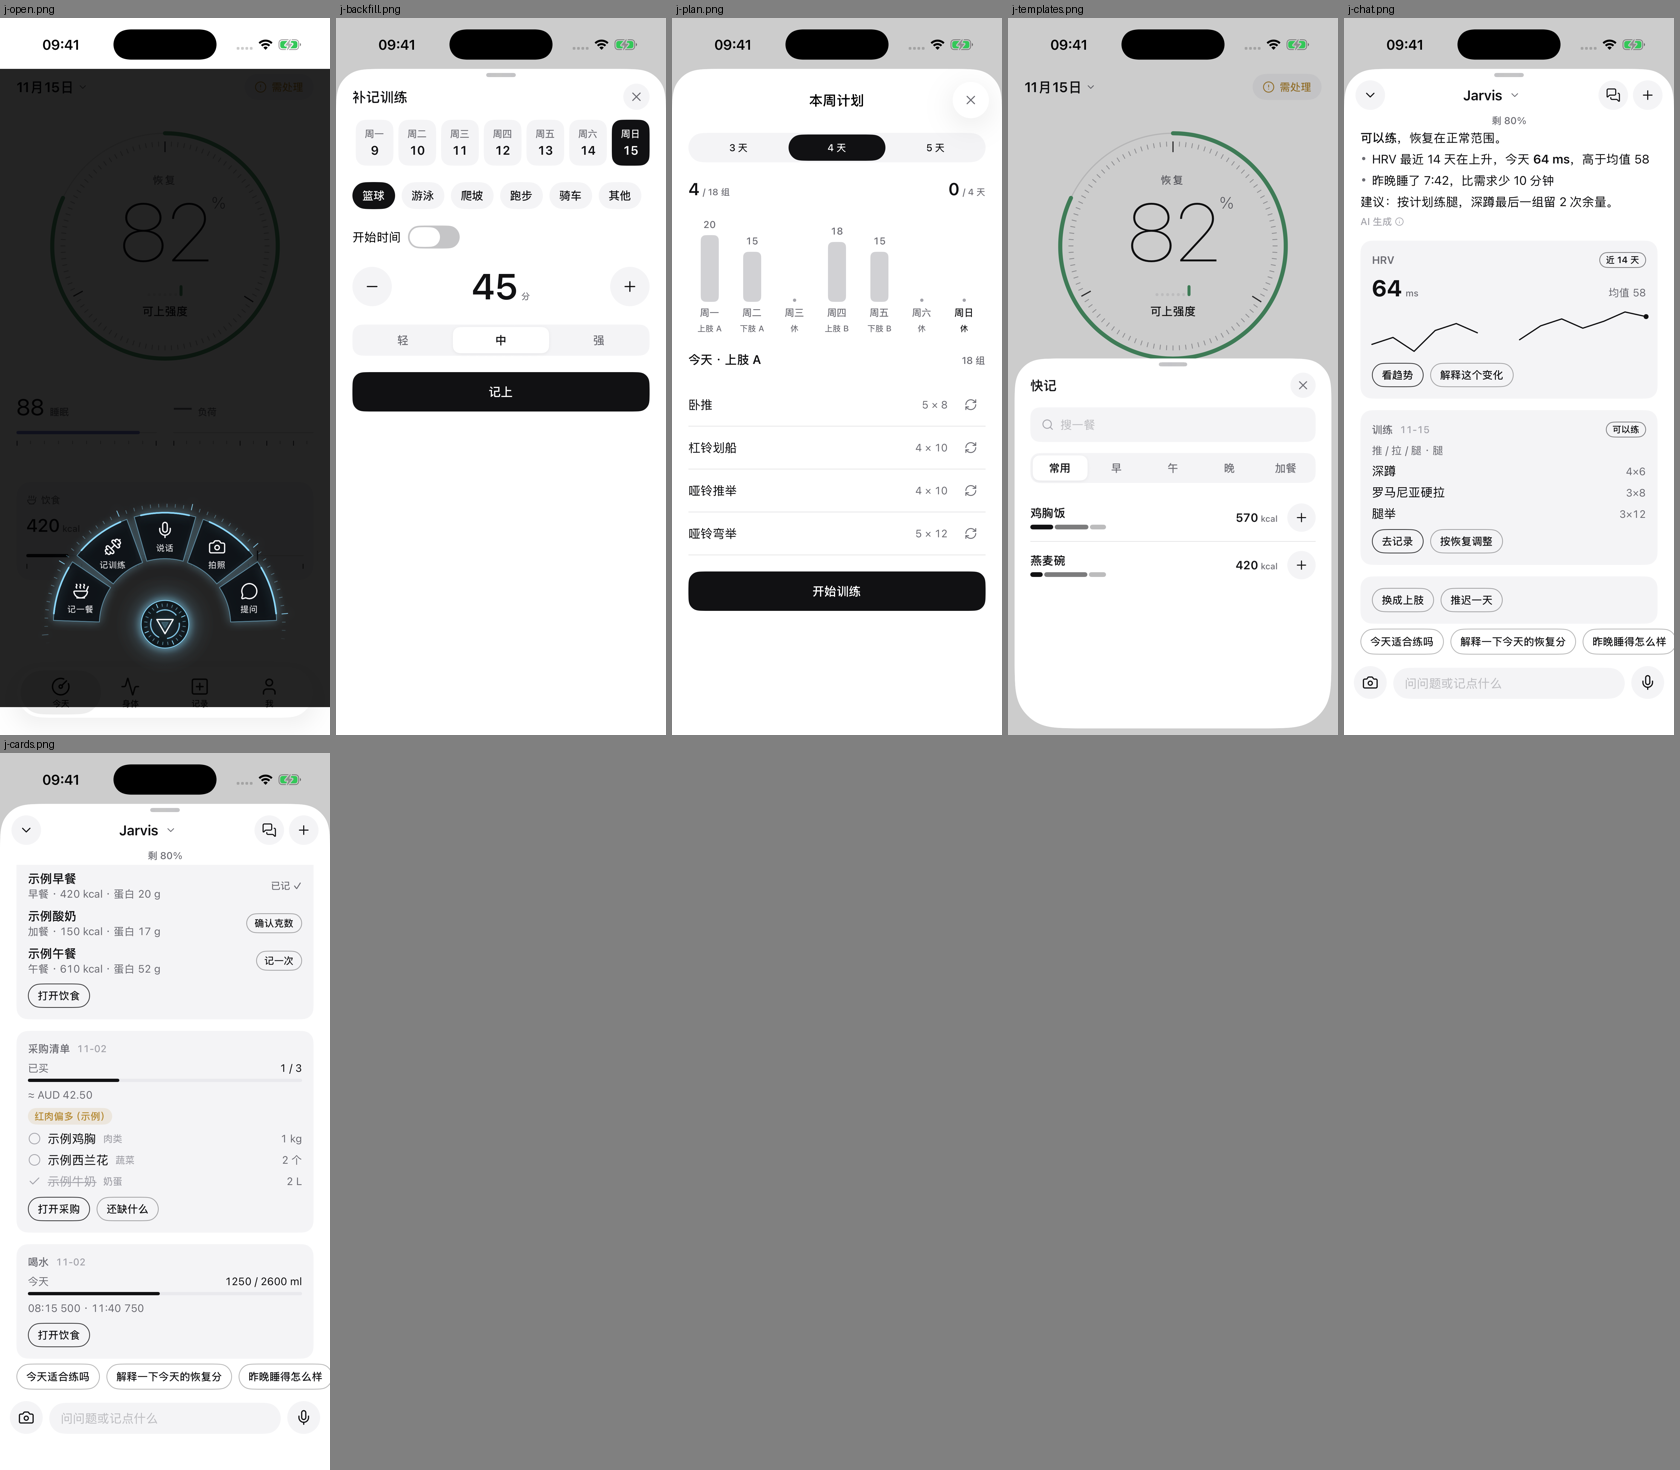 j-open.png
09:41
11月15日
需处理
恢复
82%
可上强度
88 睡眠
负荷
饮食
420 kcal
记一餐
记训练
说话
拍照
提问
今天
身体
记录
我
j-backfill.png
09:41
补记训练
周一 周二 周三 周四 周五 周六 周日
9 10 11 12 13 14 15
篮球 游泳 爬坡 跑步 骑车 其他
开始时间
45 分
轻 中 强
记上
j-plan.png
09:41
本周计划
3 天 4 天 5 天
4 / 18 组
0 / 4 天
20 15 18 15
周一 周二 周三 周四 周五 周六 周日
上肢 A 下肢 A 休 上肢 B 下肢 B 休 休
今天 · 上肢 A
18 组
卧推 5 × 8
杠铃划船 4 × 10
哑铃推举 4 × 10
哑铃弯举 5 × 12
开始训练
j-templates.png
09:41
11月15日
需处理
恢复
82%
可上强度
快记
搜一餐
常用 早 午 晚 加餐
鸡胸饭 570 kcal
燕麦碗 420 kcal
j-chat.png
09:41
Jarvis
剩 80%
可以练，恢复在正常范围。
• HRV 最近 14 天在上升，今天 64 ms，高于均值 58
• 昨晚睡了 7:42，比需求少 10 分钟
建议：按计划练腿，深蹲最后一组留 2 次余量。
AI 生成
HRV 近 14 天
64 ms 均值 58
看趋势 解释这个变化
训练 11-15 可以练
推 / 拉 / 腿 · 腿
深蹲 4×6
罗马尼亚硬拉 3×8
腿举 3×12
去记录 按恢复调整
换成上肢 推迟一天
今天适合练吗 解释一下今天的恢复分 昨晚睡得怎么样
问问题或记点什么
j-cards.png
09:41
Jarvis
剩 80%
示例早餐
早餐 · 420 kcal · 蛋白 20 g
已记
示例酸奶
加餐 · 150 kcal · 蛋白 17 g
确认克数
示例午餐
午餐 · 610 kcal · 蛋白 52 g
记一次
打开饮食
采购清单 11-02
已买 1 / 3
≈ AUD 42.50
红肉偏多 (示例)
示例鸡胸 肉类 1 kg
示例西兰花 蔬菜 2 个
示例牛奶 奶蛋 2 L
打开采购 还缺什么
喝水 11-02
今天 1250 / 2600 ml
08:15 500 · 11:40 750
打开饮食
今天适合练吗 解释一下今天的恢复分 昨晚睡得怎么样
问问题或记点什么